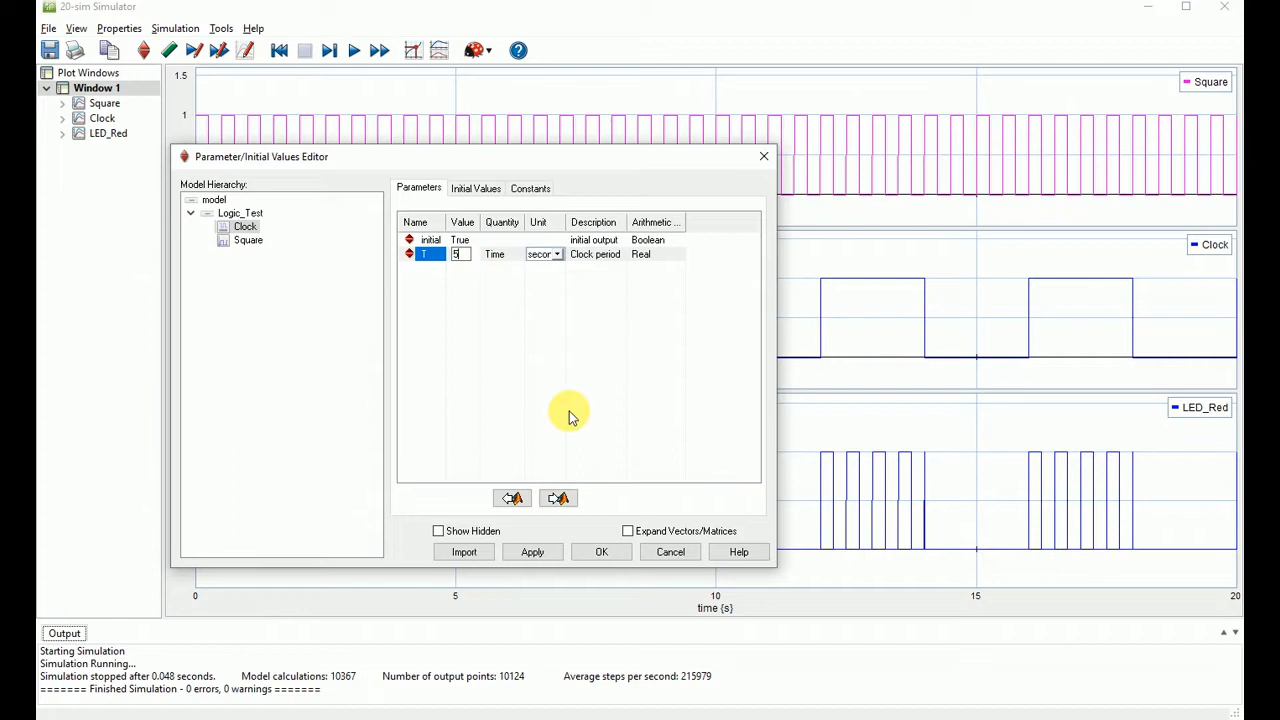 20-sim Simulator
File View Properties Simulation Tools Help
Plot Windows
Window 1
Square
Clock
LED_Red
1.5
1
Square
Clock
LED_Red
Parameter/Initial Values Editor
Model Hierarchy:
model
Logic_Test
Clock
Square
Parameters Initial Values Constants
Name Value Quantity Unit Description Arithmetic ...
initial True initial output Boolean
T 5 Time secor Clock period Real
Show Hidden Expand Vectors/Matrices
Import Apply OK Cancel Help
0 5 10 15 20
time {s}
Output
Starting Simulation
Simulation Running...
Simulation stopped after 0.048 seconds. Model calculations: 10367 Number of output points: 10124 Average steps per second: 215979
======= Finished Simulation - 0 errors, 0 warnings =======